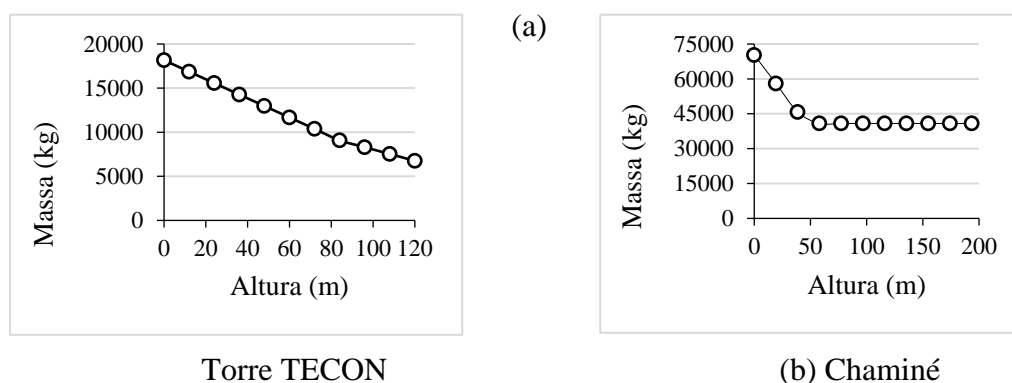 (a)
20000
15000
10000
5000
0
Massa (kg)
0 20 40 60 80 100 120
Altura (m)
75000
60000
45000
30000
15000
0
Massa (kg)
0 50 100 150 200
Altura (m)
Torre TECON
(b) Chaminé